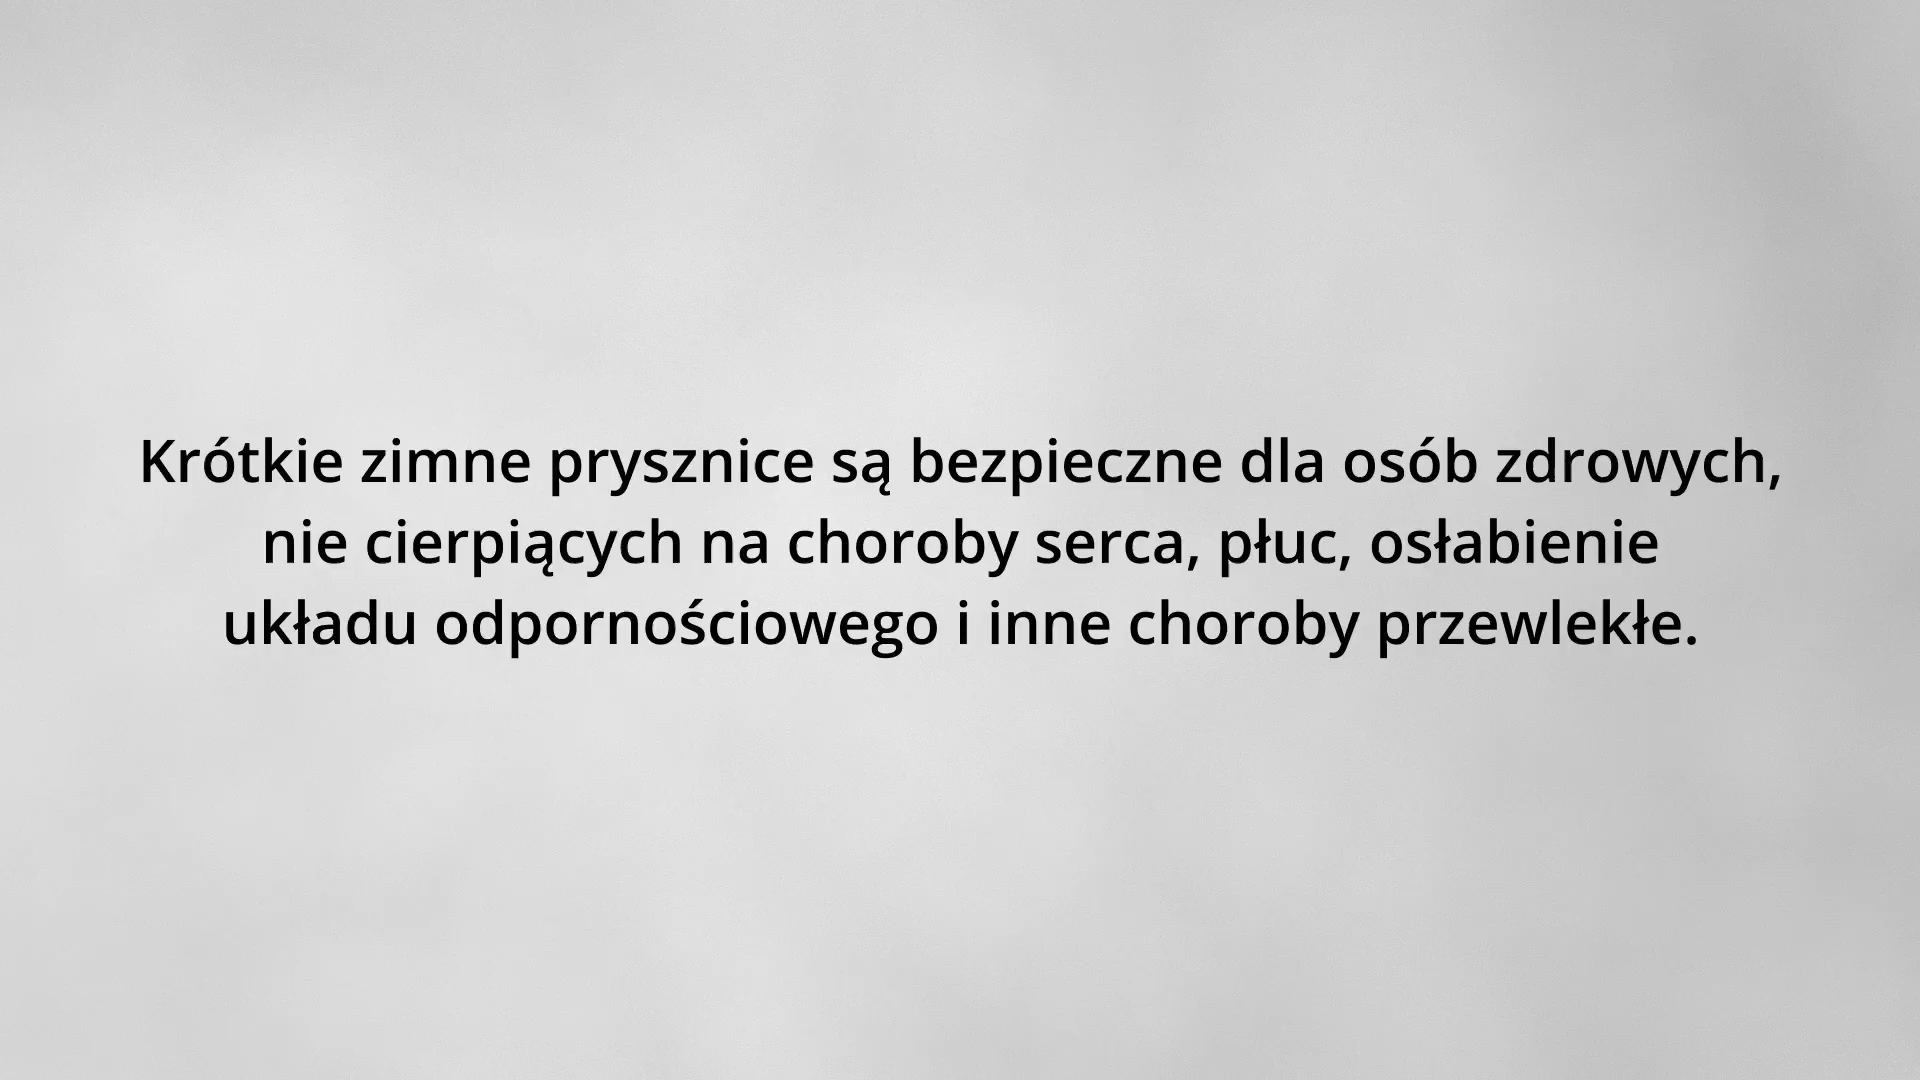 Krótkie zimne prysznice są bezpieczne dla osób zdrowych,
nie cierpiących na choroby serca, płuc, osłabienie
układu odpornościowego i inne choroby przewlekłe.